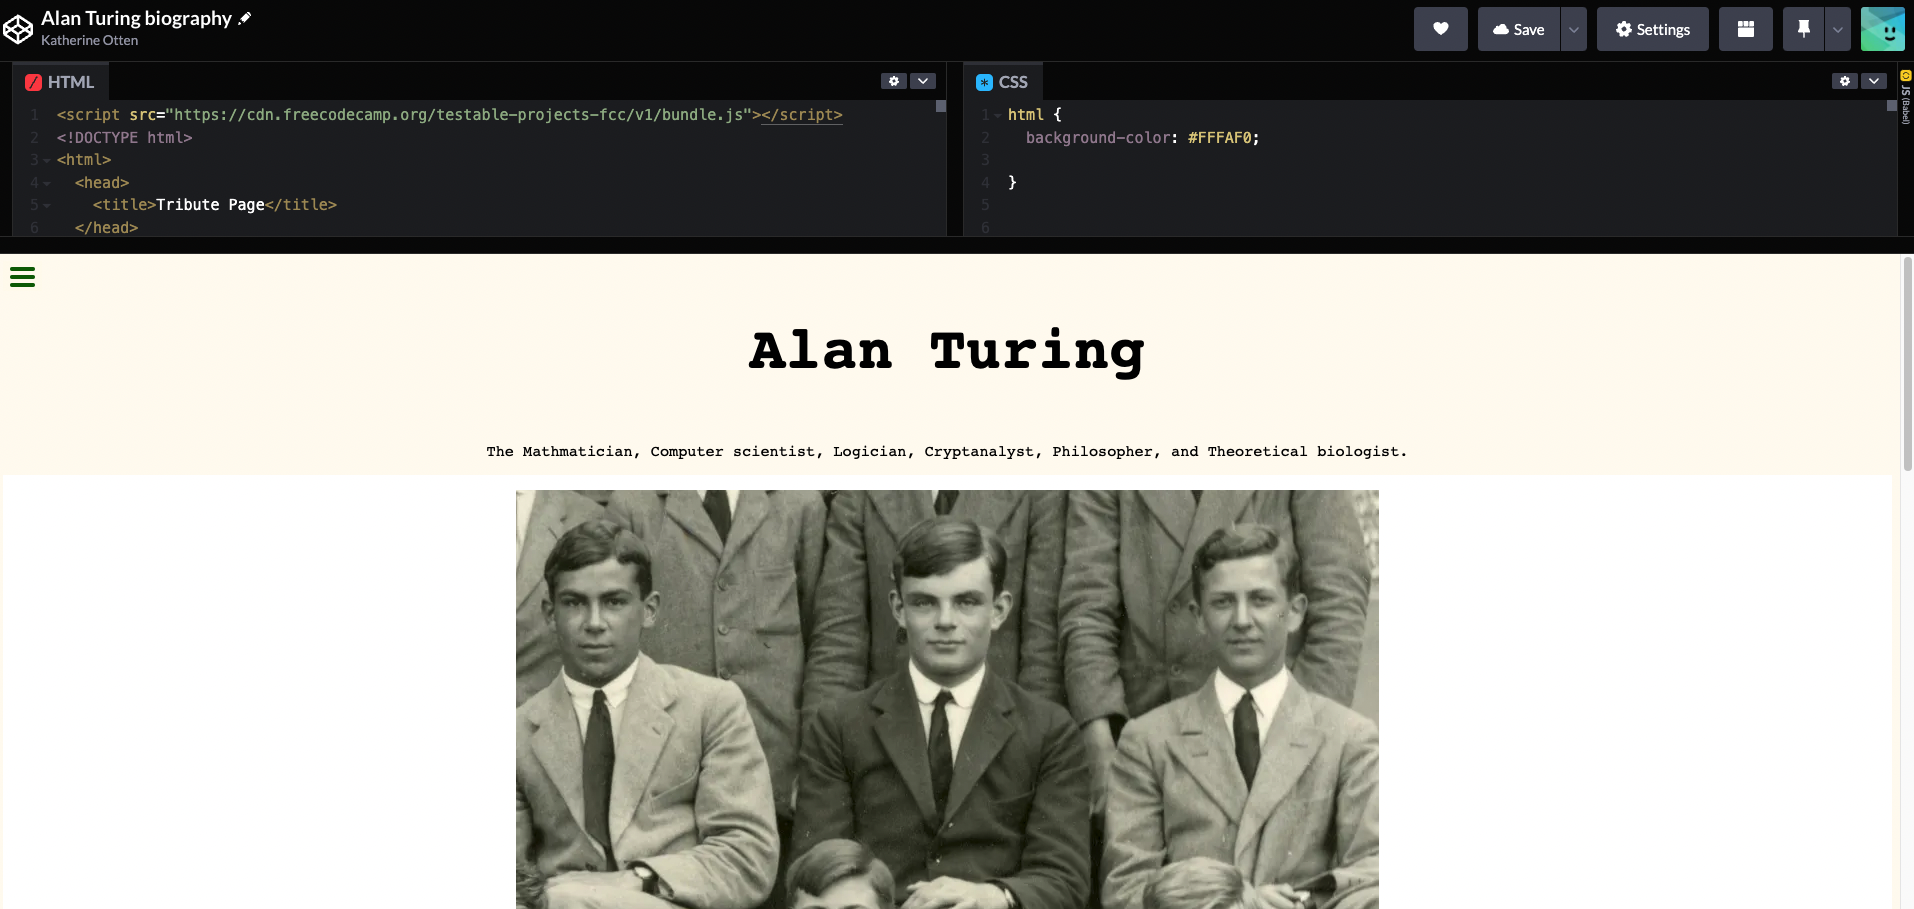 Alan Turing biography
Katherine Otten
Save
Settings
HTML
1 <script src="https://cdn.freecodecamp.org/testable-projects-fcc/v1/bundle.js"></script>
2 <!DOCTYPE html>
3 <html>
4 <head>
5 <title>Tribute Page</title>
6 </head>
CSS
1 html {
2 background-color: #FFFAF0;
3
4 }
5
6
JS (Babel)
Alan Turing
The Mathmatician, Computer scientist, Logician, Cryptanalyst, Philosopher, and Theoretical biologist.